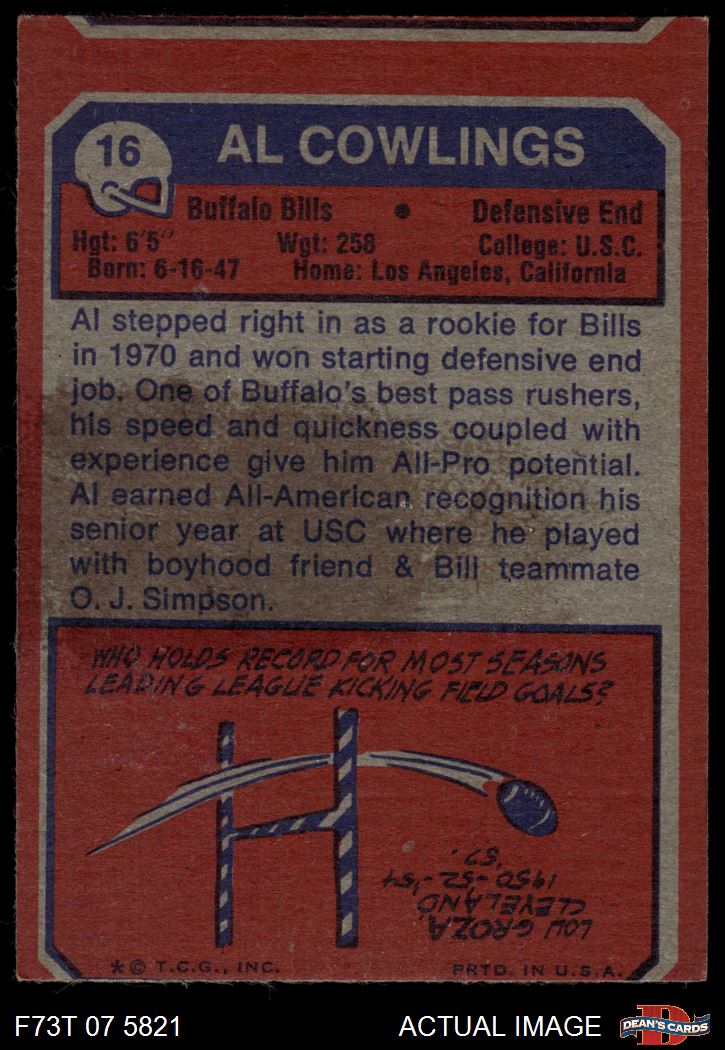 16
AL COWLINGS
Buffalo Bills • Defensive End
Hgt: 6'5" Wgt: 258 College: U.S.C.
Born: 6-16-47 Home: Los Angeles, California
Al stepped right in as a rookie for Bills
in 1970 and won starting defensive end
job. One of Buffalo's best pass rushers,
his speed and quickness coupled with
experience give him All-Pro potential.
Al earned All-American recognition his
senior year at USC where he played
with boyhood friend & Bill teammate
O. J. Simpson.
WHO HOLDS RECORD FOR MOST SEASONS
LEADING LEAGUE KICKING FIELD GOALS?
LOU GROZA,
CLEVELAND
1950-'52-'54
'57.
* © T.C.G., INC. PRTD. IN U.S.A.
F73T 07 5821 ACTUAL IMAGE
D
DEAN'S CARDS